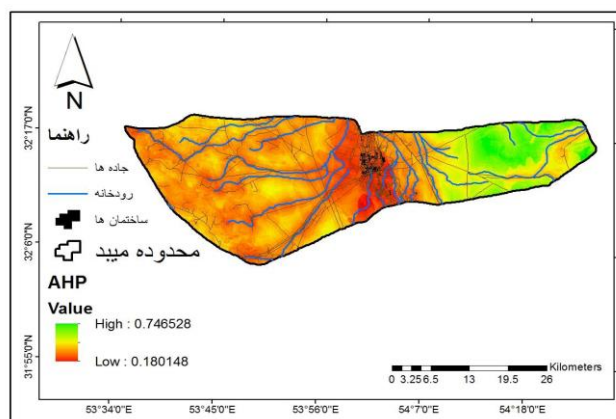 N
راهنما
جاده ها
رودخانه
ساختمان ها
محدوده میبد
AHP
Value
High : 0.746528
Low : 0.180148
Kilometers
0 3.25 6.5 13 19.5 26
32°17'0"N
32°6'0"N
31°55'0"N
53°34'0"E 53°45'0"E 53°56'0"E 54°7'0"E 54°18'0"E